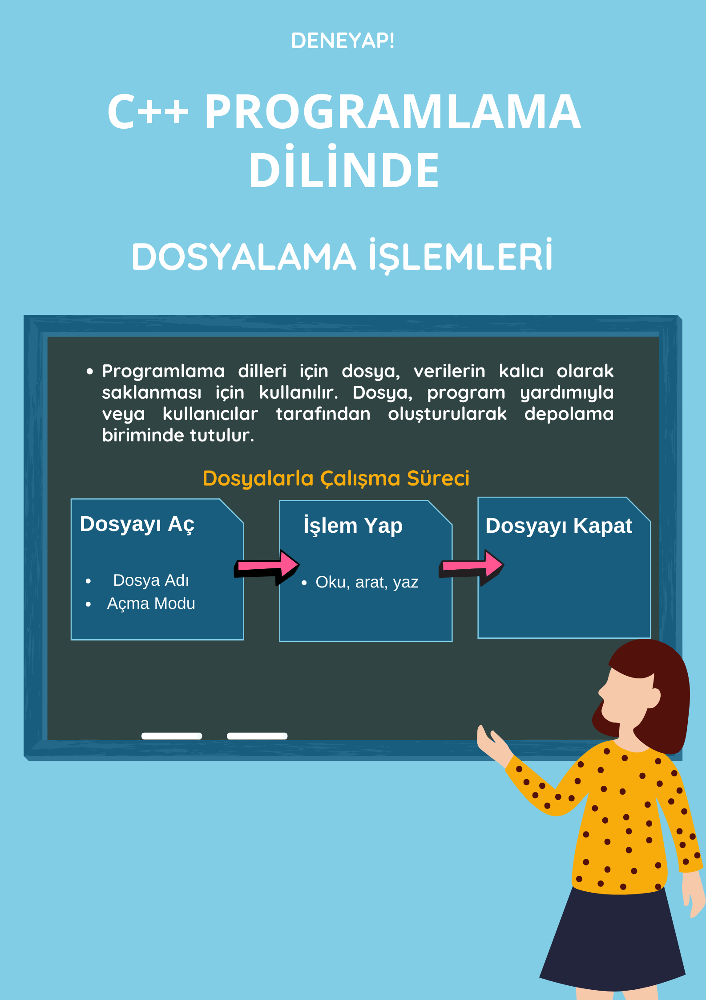 DENEYAP!
C++ PROGRAMLAMA
DİLİNDE
DOSYALAMA İŞLEMLERİ
• Programlama dilleri için dosya, verilerin kalıcı olarak
saklanması için kullanılır. Dosya, program yardımıyla
veya kullanıcılar tarafından oluşturularak depolama
biriminde tutulur.
Dosyalarla Çalışma Süreci
Dosyayı Aç
• Dosya Adı
• Açma Modu
İşlem Yap
• Oku, arat, yaz
Dosyayı Kapat